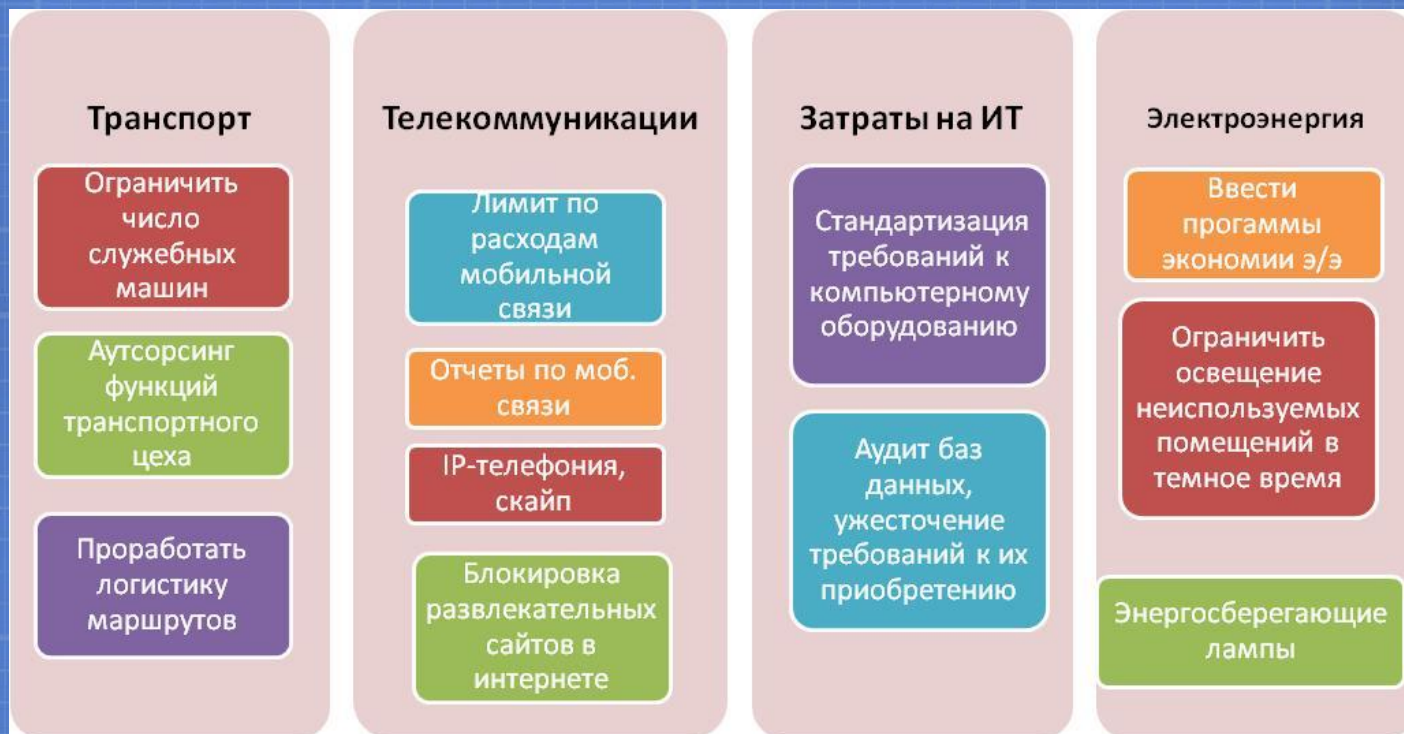 Транспорт
Ограничить
число
служебных
машин
Аутсорсинг
функций
транспортного
цеха
Проработать
логистику
маршрутов
Телекоммуникации
Лимит по
расходам
мобильной
связи
Отчеты по моб.
связи
IP-телефония,
скайп
Блокировка
развлекательных
сайтов в
интернете
Затраты на ИТ
Стандартизация
требований к
компьютерному
оборудованию
Аудит баз
данных,
ужесточение
требований к их
приобретению
Электроэнергия
Ввести
прогаммы
экономии э/э
Ограничить
освещение
неиспользуемых
помещений в
темное время
Энергосберегающие
лампы